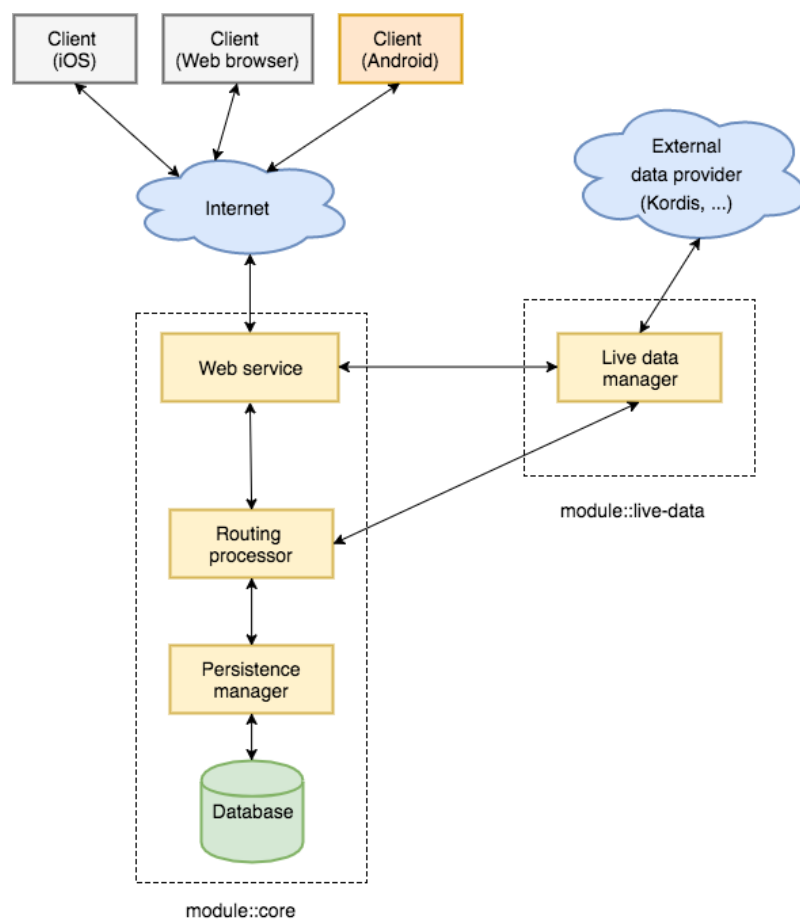 Client
(iOS)
Client
(Web browser)
Client
(Android)
Internet
External
data provider
(Kordis, ...)
Web service
Live data
manager
module::live-data
Routing
processor
Persistence
manager
Database
module::core